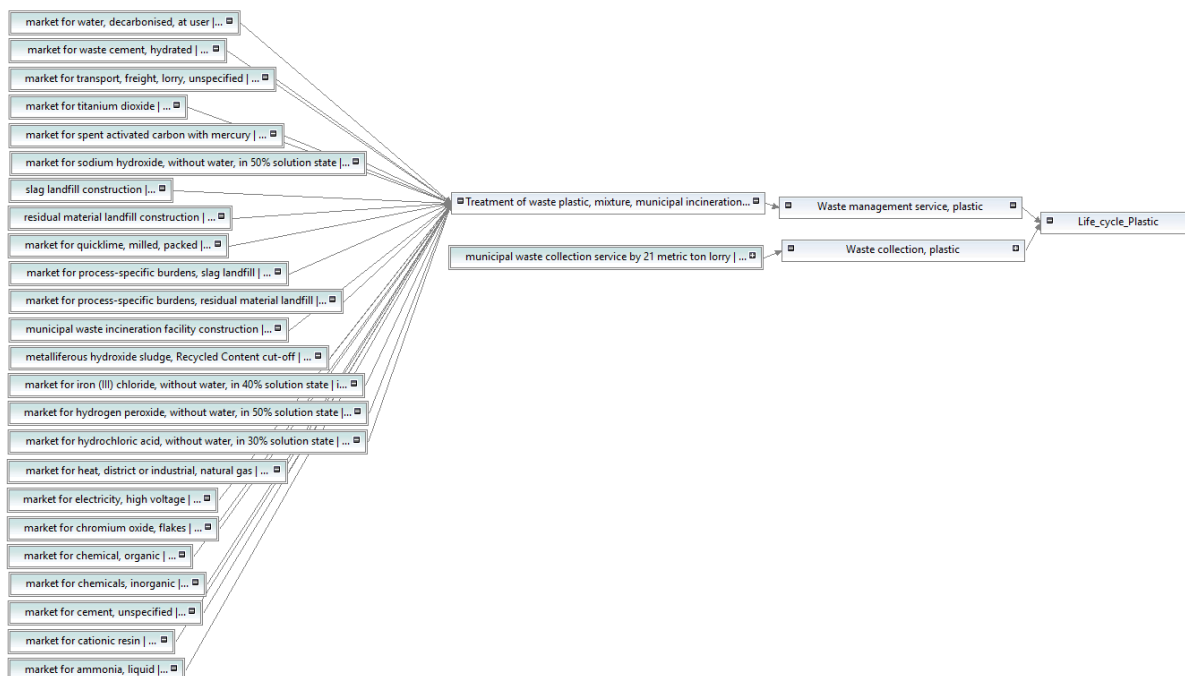 market for water, decarbonised, at user |...
market for waste cement, hydrated | ...
market for transport, freight, lorry, unspecified | ...
market for titanium dioxide | ...
market for spent activated carbon with mercury | ...
market for sodium hydroxide, without water, in 50% solution state |...
slag landfill construction |...
residual material landfill construction | ...
market for quicklime, milled, packed |...
market for process-specific burdens, slag landfill | ...
market for process-specific burdens, residual material landfill |...
municipal waste incineration facility construction | ...
metalliferous hydroxide sludge, Recycled Content cut-off | ...
market for iron (III) chloride, without water, in 40% solution state | i...
market for hydrogen peroxide, without water, in 50% solution state |...
market for hydrochloric acid, without water, in 30% solution state | ...
market for heat, district or industrial, natural gas | ...
market for electricity, high voltage | ...
market for chromium oxide, flakes | ...
market for chemical, organic | ...
market for chemicals, inorganic |...
market for cement, unspecified |...
market for cationic resin | ...
market for ammonia, liquid |...
Treatment of waste plastic, mixture, municipal incineration...
municipal waste collection service by 21 metric ton lorry | ...
Waste management service, plastic
Waste collection, plastic
Life_cycle_Plastic